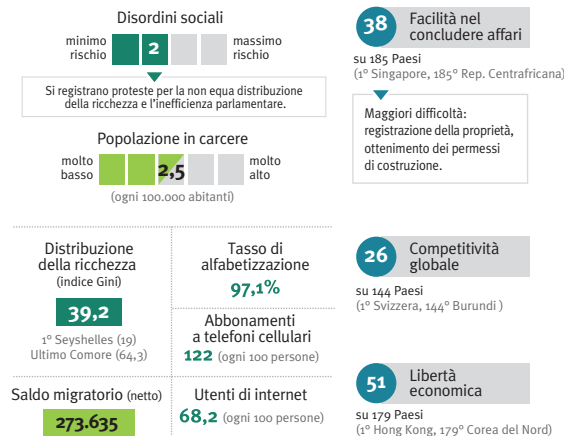 Disordini sociali
minimo
rischio
2
massimo
rischio
Si registrano proteste per la non equa distribuzione
della ricchezza e l'inefficienza parlamentare.
Popolazione in carcere
molto
basso
2,5
molto
alto
(ogni 100.000 abitanti)
Distribuzione
della ricchezza
(indice Gini)
39,2
1° Seyshelles (19)
Ultimo Comore (64,3)
Saldo migratorio (netto)
273.635
Tasso di
alfabetizzazione
97,1%
Abbonamenti
a telefoni cellulari
122 (ogni 100 persone)
Utenti di internet
68,2 (ogni 100 persone)
38
Facilità nel
concludere affari
su 185 Paesi
(1° Singapore, 185° Rep. Centrafricana)
Maggiori difficoltà:
registrazione della proprietà,
ottenimento dei permessi
di costruzione.
26
Competitività
globale
su 144 Paesi
(1° Svizzera, 144° Burundi )
51
Libertà
economica
su 179 Paesi
(1° Hong Kong, 179° Corea del Nord)